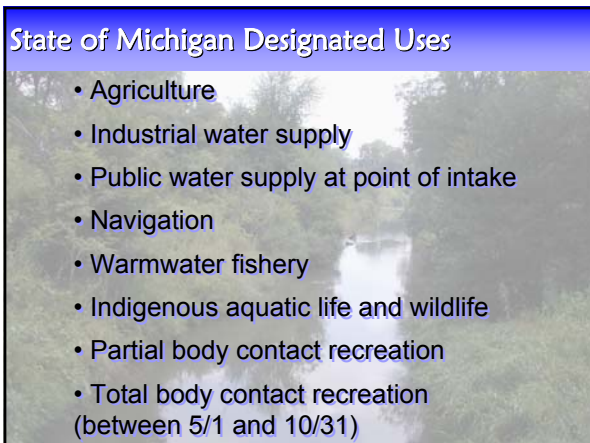 State of Michigan Designated Uses
• Agriculture
• Industrial water supply
• Public water supply at point of intake
• Navigation
• Warmwater fishery
• Indigenous aquatic life and wildlife
• Partial body contact recreation
• Total body contact recreation
(between 5/1 and 10/31)